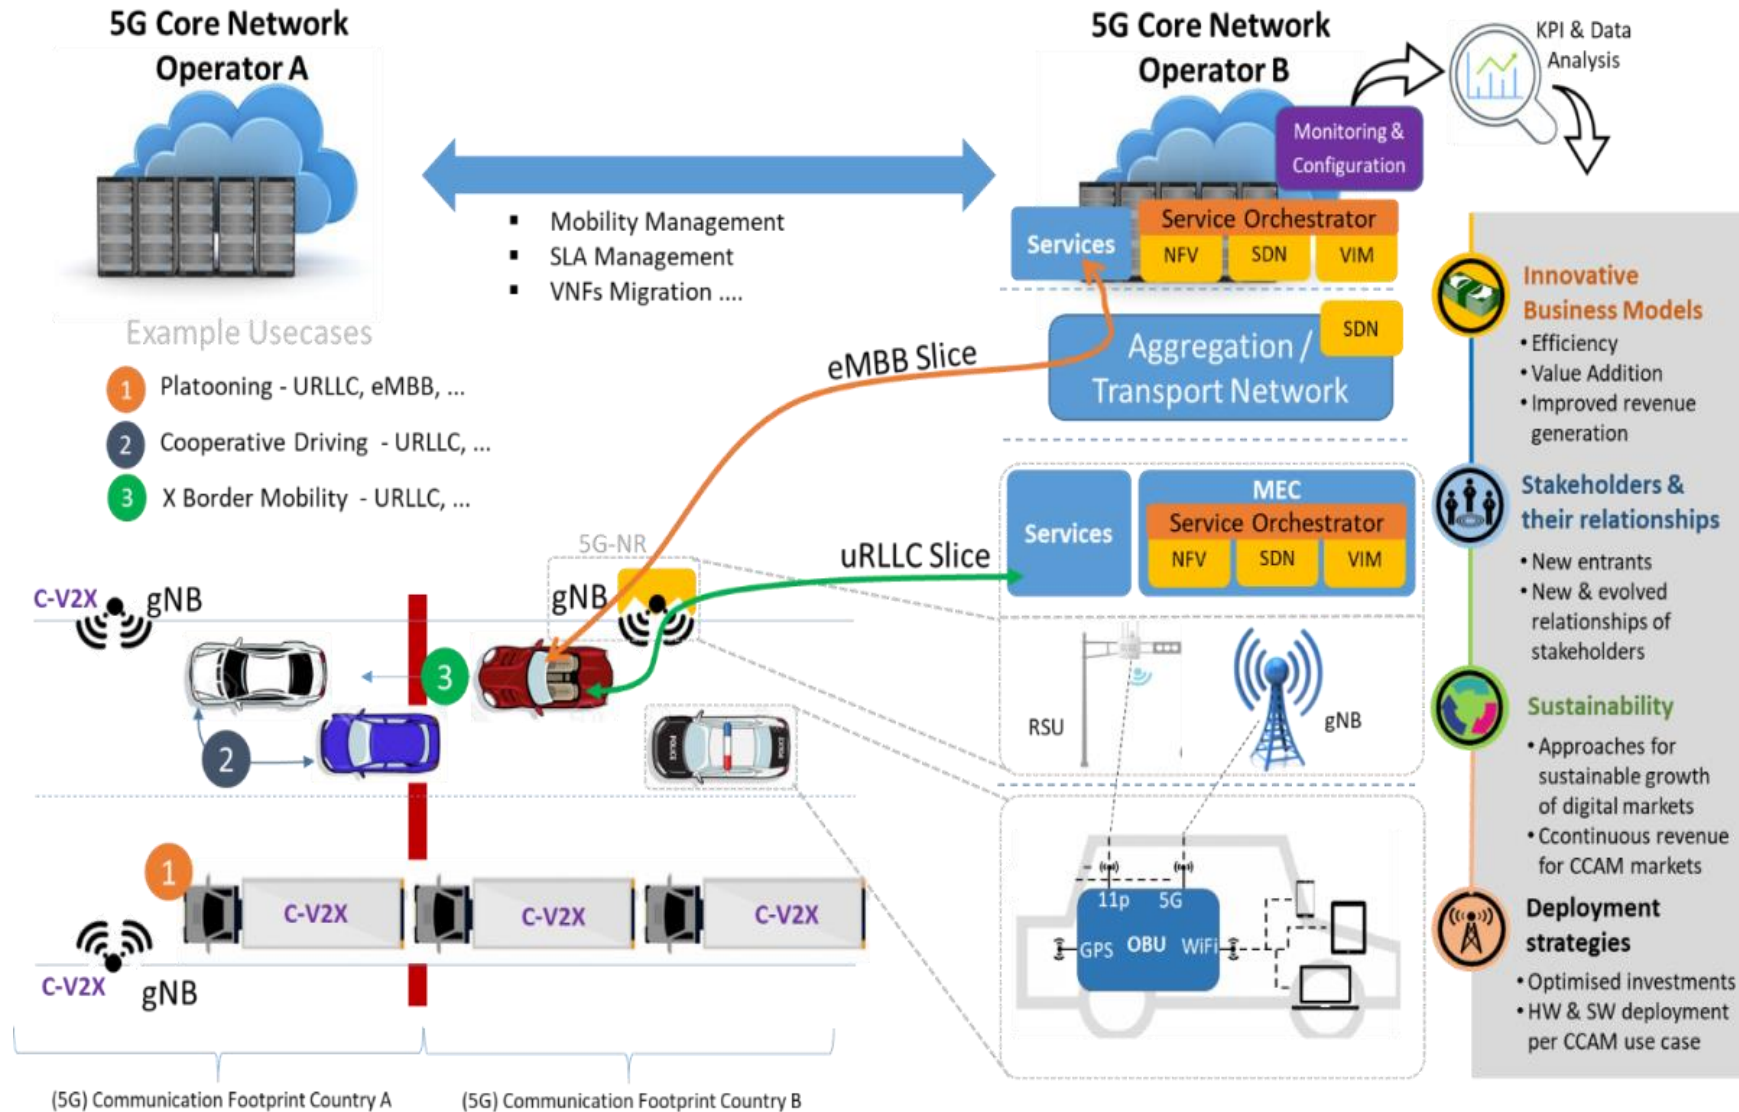 5G Core Network
Operator A
5G Core Network
Operator B
KPI & Data
Analysis
Monitoring &
Configuration
Mobility Management
SLA Management
VNFs Migration ....
Services
Service Orchestrator
NFV
SDN
VIM
Example Usecases
1 Platooning - URLLC, eMBB, ...
2 Cooperative Driving - URLLC, ...
3 X Border Mobility - URLLC, ...
eMBB Slice
SDN
Aggregation /
Transport Network
uRLLC Slice
Services
MEC
Service Orchestrator
NFV
SDN
VIM
5G-NR
gNB
C-V2X
gNB
3
2
POLICE
RSU
gNB
1
C-V2X
C-V2X
C-V2X
C-V2X
gNB
11p
5G
GPS
OBU
WiFi
(5G) Communication Footprint Country A
(5G) Communication Footprint Country B
Innovative
Business Models
• Efficiency
• Value Addition
• Improved revenue
generation
Stakeholders &
their relationships
• New entrants
• New & evolved
relationships of
stakeholders
Sustainability
• Approaches for
sustainable growth
of digital markets
• Ccontinuous revenue
for CCAM markets
Deployment
strategies
• Optimised investments
• HW & SW deployment
per CCAM use case